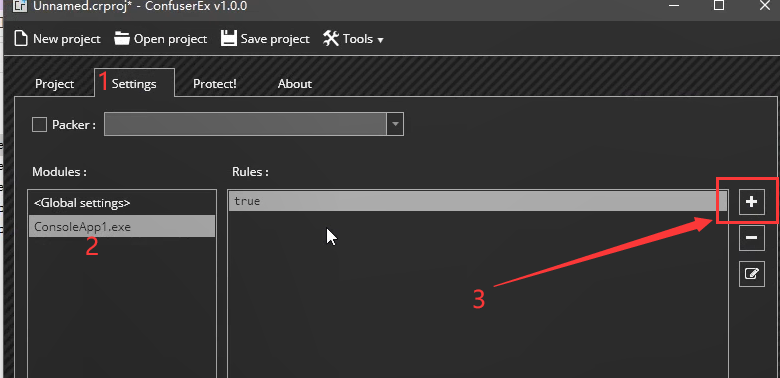 Cr Unnamed.crproj* - ConfuserEx v1.0.0
New project Open project Save project Tools
Project 1 Settings Protect! About
Packer :
Modules : Rules :
<Global settings> true
ConsoleApp1.exe
2
3